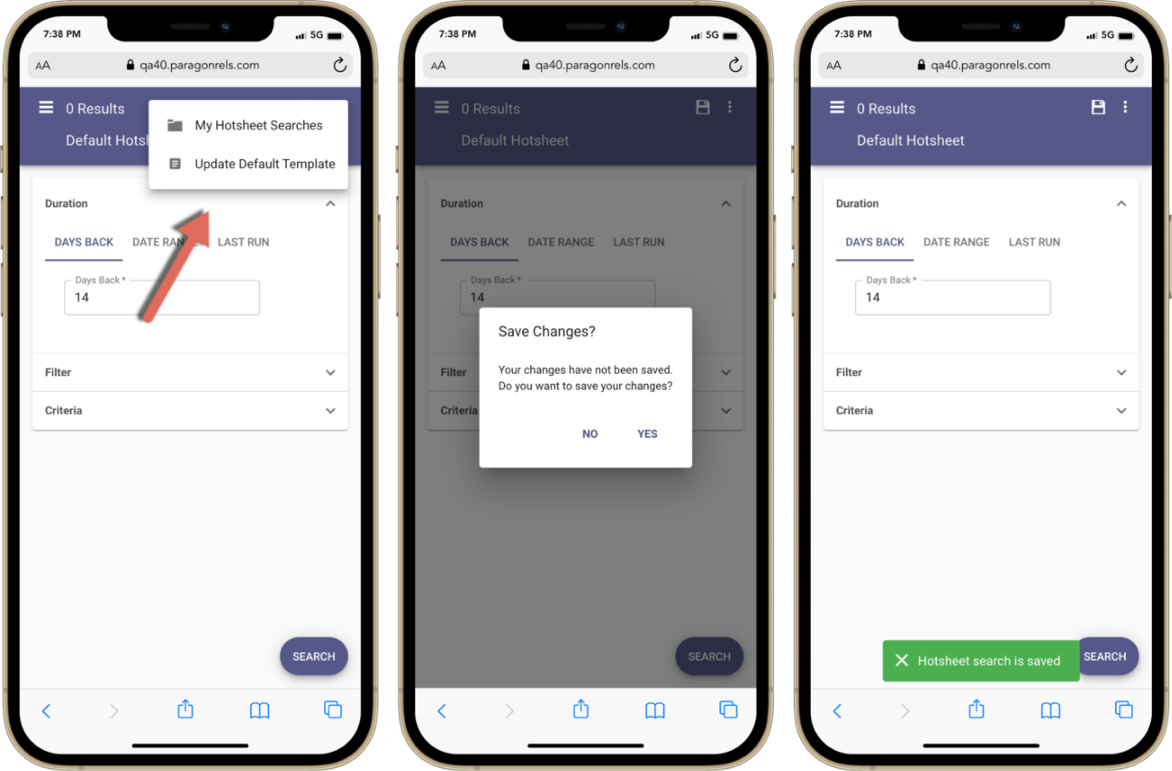 7:38 PM
5G
AA
qa40.paragonrels.com
0 Results
My Hotsheet Searches
Default Hotsh
Update Default Template
Duration
DAYS BACK DATE RAN LAST RUN
Days Back *
14
Filter
Criteria
SEARCH
7:38 PM
5G
AA
qa40.paragonrels.com
0 Results
Default Hotsheet
Duration
DAYS BACK DATE RANGE LAST RUN
Days Back *
14
Save Changes?
Your changes have not been saved.
Do you want to save your changes?
Filter
Criteria
NO YES
SEARCH
7:38 PM
5G
AA
qa40.paragonrels.com
0 Results
Default Hotsheet
Duration
DAYS BACK DATE RANGE LAST RUN
Days Back *
14
Filter
Criteria
Hotsheet search is saved
SEARCH